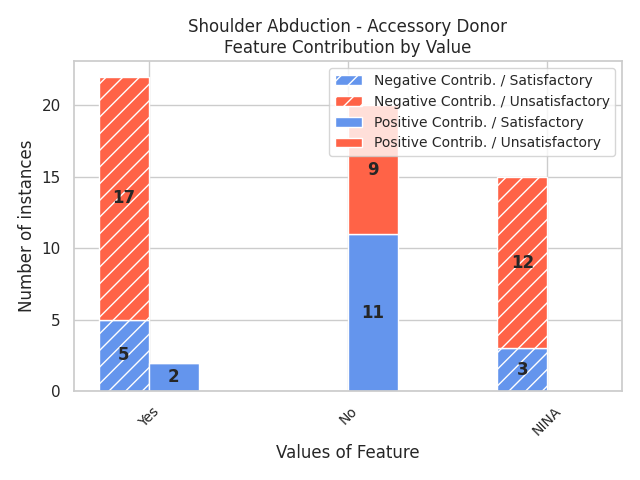 Shoulder Abduction - Accessory Donor
Feature Contribution by Value
Negative Contrib. / Satisfactory
Negative Contrib. / Unsatisfactory
Positive Contrib. / Satisfactory
Positive Contrib. / Unsatisfactory
Number of instances
20
15
10
5
0
17
5
2
9
11
12
3
Yes
No
NINA
Values of Feature